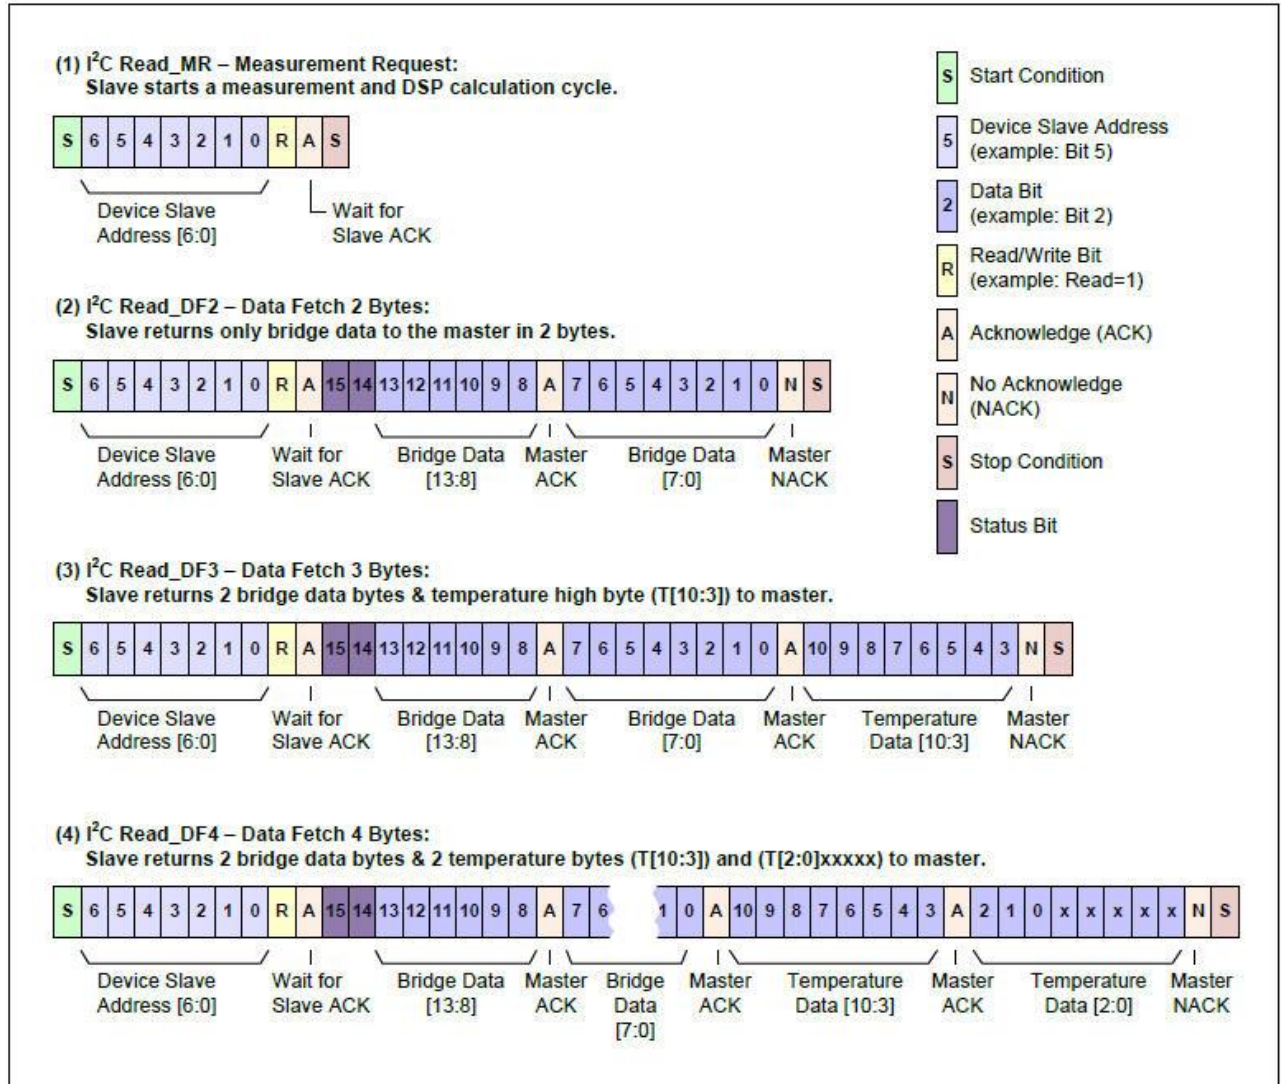 (1) I²C Read_MR – Measurement Request:
Slave starts a measurement and DSP calculation cycle.
S 6 5 4 3 2 1 0 R A S
Device Slave
Address [6:0]
Wait for
Slave ACK
S Start Condition
5 Device Slave Address
(example: Bit 5)
2 Data Bit
(example: Bit 2)
R Read/Write Bit
(example: Read=1)
A Acknowledge (ACK)
N No Acknowledge
(NACK)
S Stop Condition
Status Bit
(2) I²C Read_DF2 – Data Fetch 2 Bytes:
Slave returns only bridge data to the master in 2 bytes.
S 6 5 4 3 2 1 0 R A 15 14 13 12 11 10 9 8 A 7 6 5 4 3 2 1 0 N S
Device Slave Wait for Bridge Data Master Bridge Data Master
Address [6:0] Slave ACK [13:8] ACK [7:0] NACK
(3) I²C Read_DF3 – Data Fetch 3 Bytes:
Slave returns 2 bridge data bytes & temperature high byte (T[10:3]) to master.
S 6 5 4 3 2 1 0 R A 15 14 13 12 11 10 9 8 A 7 6 5 4 3 2 1 0 A 10 9 8 7 6 5 4 3 N S
Device Slave Wait for Bridge Data Master Bridge Data Master Temperature Master
Address [6:0] Slave ACK [13:8] ACK [7:0] ACK Data [10:3] NACK
(4) I²C Read_DF4 – Data Fetch 4 Bytes:
Slave returns 2 bridge data bytes & 2 temperature bytes (T[10:3]) and (T[2:0]xxxxx) to master.
S 6 5 4 3 2 1 0 R A 15 14 13 12 11 10 9 8 A 7 6 1 0 A 10 9 8 7 6 5 4 3 A 2 1 0 x x x x x N S
Device Slave Wait for Bridge Data Master Bridge Master Temperature Master Temperature Master
Address [6:0] Slave ACK [13:8] ACK Data ACK Data [10:3] ACK Data [2:0] NACK
[7:0]